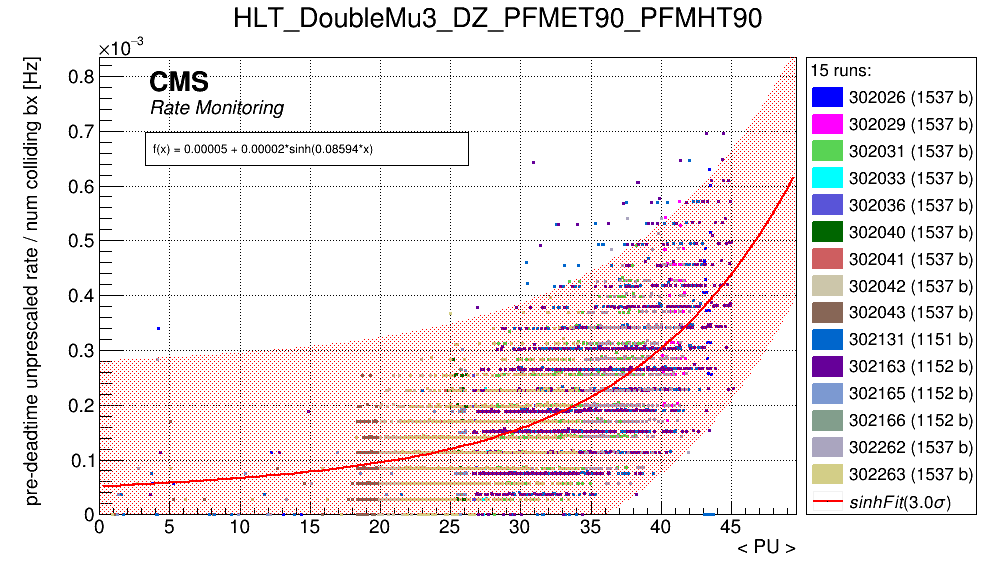 HLT_DoubleMu3_DZ_PFMET90_PFMHT90
×10⁻³
pre-deadtime unprescaled rate / num colliding bx [Hz]
CMS
Rate Monitoring
f(x) = 0.00005 + 0.00002*sinh(0.08594*x)
0.8
0.7
0.6
0.5
0.4
0.3
0.2
0.1
0
0 5 10 15 20 25 30 35 40 45
< PU >
15 runs:
302026 (1537 b)
302029 (1537 b)
302031 (1537 b)
302033 (1537 b)
302036 (1537 b)
302040 (1537 b)
302041 (1537 b)
302042 (1537 b)
302043 (1537 b)
302131 (1151 b)
302163 (1152 b)
302165 (1152 b)
302166 (1152 b)
302262 (1537 b)
302263 (1537 b)
sinhFit(3.0σ)